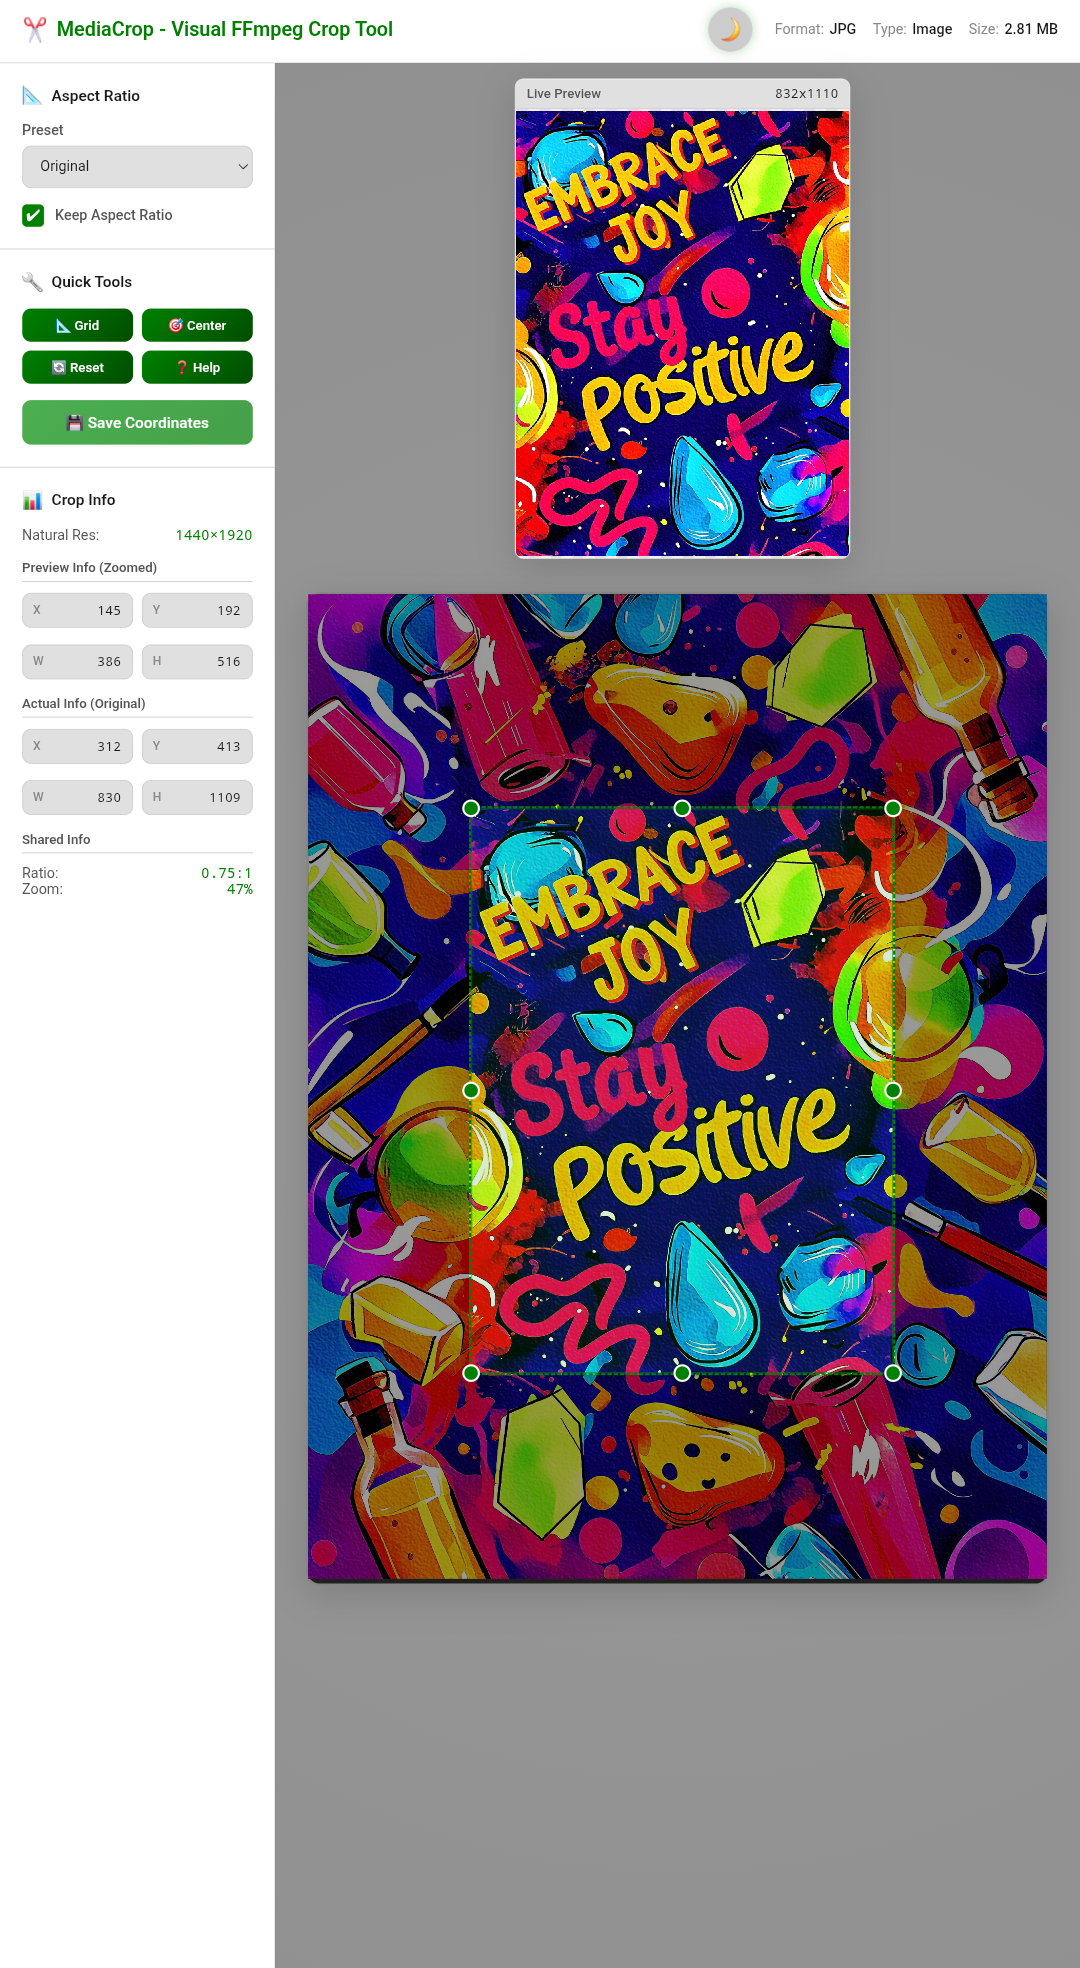 MediaCrop - Visual FFmpeg Crop Tool
Format: JPG Type: Image Size: 2.81 MB
Aspect Ratio
Preset
Original
Keep Aspect Ratio
Quick Tools
Grid
Center
Reset
Help
Save Coordinates
Crop Info
Natural Res: 1440×1920
Preview Info (Zoomed)
X 145
Y 192
W 386
H 516
Actual Info (Original)
X 312
Y 413
W 830
H 1109
Shared Info
Ratio: 0.75:1
Zoom: 47%
Live Preview 832x1110
EMBRACE
JOY
Stay
Positive
EMBRACE
JOY
Stay
Positive